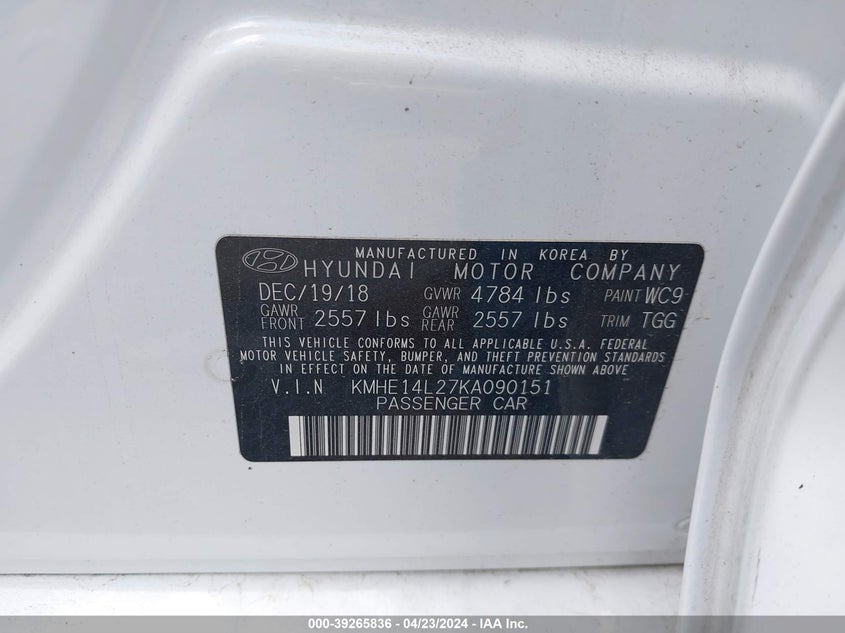 MANUFACTURED IN KOREA BY
HYUNDAI MOTOR COMPANY
DEC/19/18 GVWR 4784 lbs PAINT WC9
GAWR FRONT 2557 lbs GAWR REAR 2557 lbs TRIM TGG
THIS VEHICLE CONFORMS TO ALL APPLICABLE U.S.A. FEDERAL
MOTOR VEHICLE SAFETY, BUMPER, AND THEFT PREVENTION STANDARDS
IN EFFECT ON THE DATE OF MANUFACTURE SHOWN ABOVE
V.I.N KMHE14L27KA090151
PASSENGER CAR
000-39265836 - 04/23/2024 - IAA Inc.